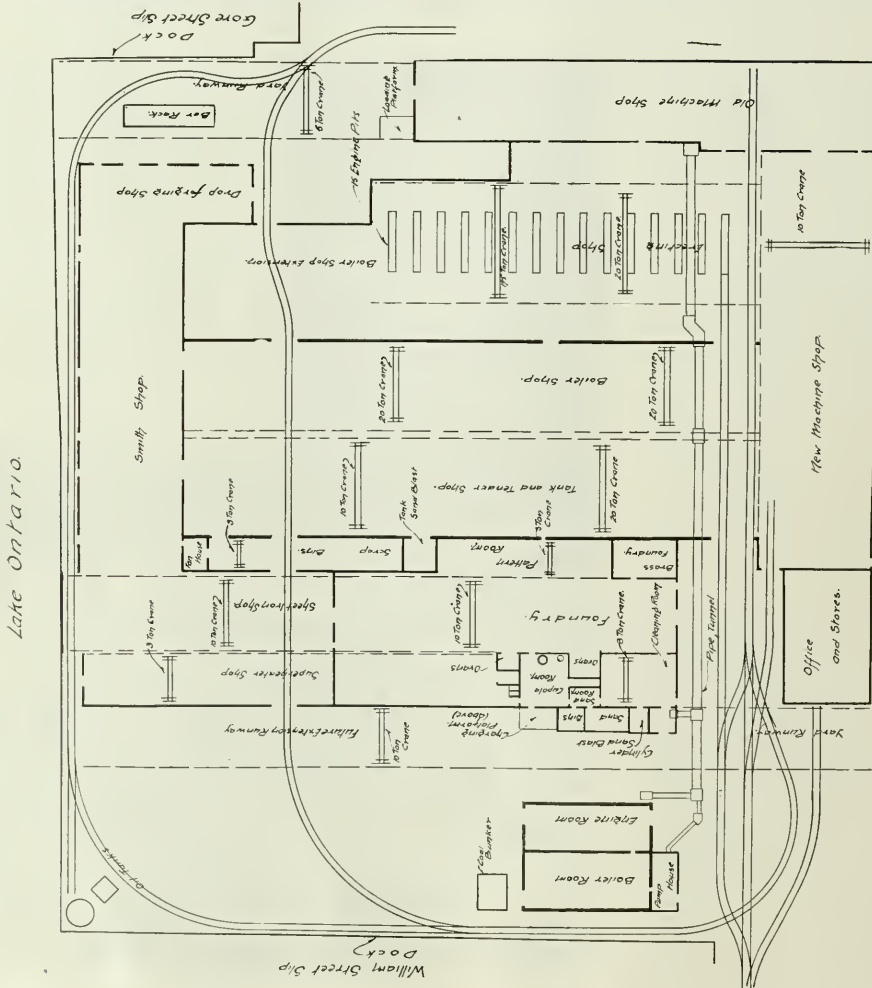 Gore Street Slip
Dock
Yard Runway.
Bar Rack.
6 Ton Crane
Loading
Platform
Old Machine Shop
15 Engine Pits
Drop forging Shop
10 Ton Crane
Boiler Shop Extension.
Erecting
Shop
20 Ton Crane.
New Machine Shop.
Smith Shop.
Boiler Shop.
20 Ton Crane
20 Ton Crane
Lake Ontario.
Tank and Tender Shop.
10 Ton Crane
20 Ton Crane
Tank
Sand Blast
3 Ton
Crane
3 Ton Crane
Fan
House
Bins.
Scrap
Pattern
Room
Brass
Foundry
Sheet Iron Shop
10 Ton Crane
10 Ton Crane
Foundry.
3 Ton Crane.
Cleaning Room
Pipe Tunnel
Office
and Stores.
3 Ton Crane
Superheater Shop
Ovens
Ovens
Cupola
Room.
Sand
Room
Charging
Platform
(above)
Bins
Sand
Cylinder
Sand Blast
Future Extension Runway
10 Ton
Crane
Yard Runway.
Engine Room
Coal
Bunker
Boiler Room
Pump
House
Oil Tanks
Dock
William Street Slip